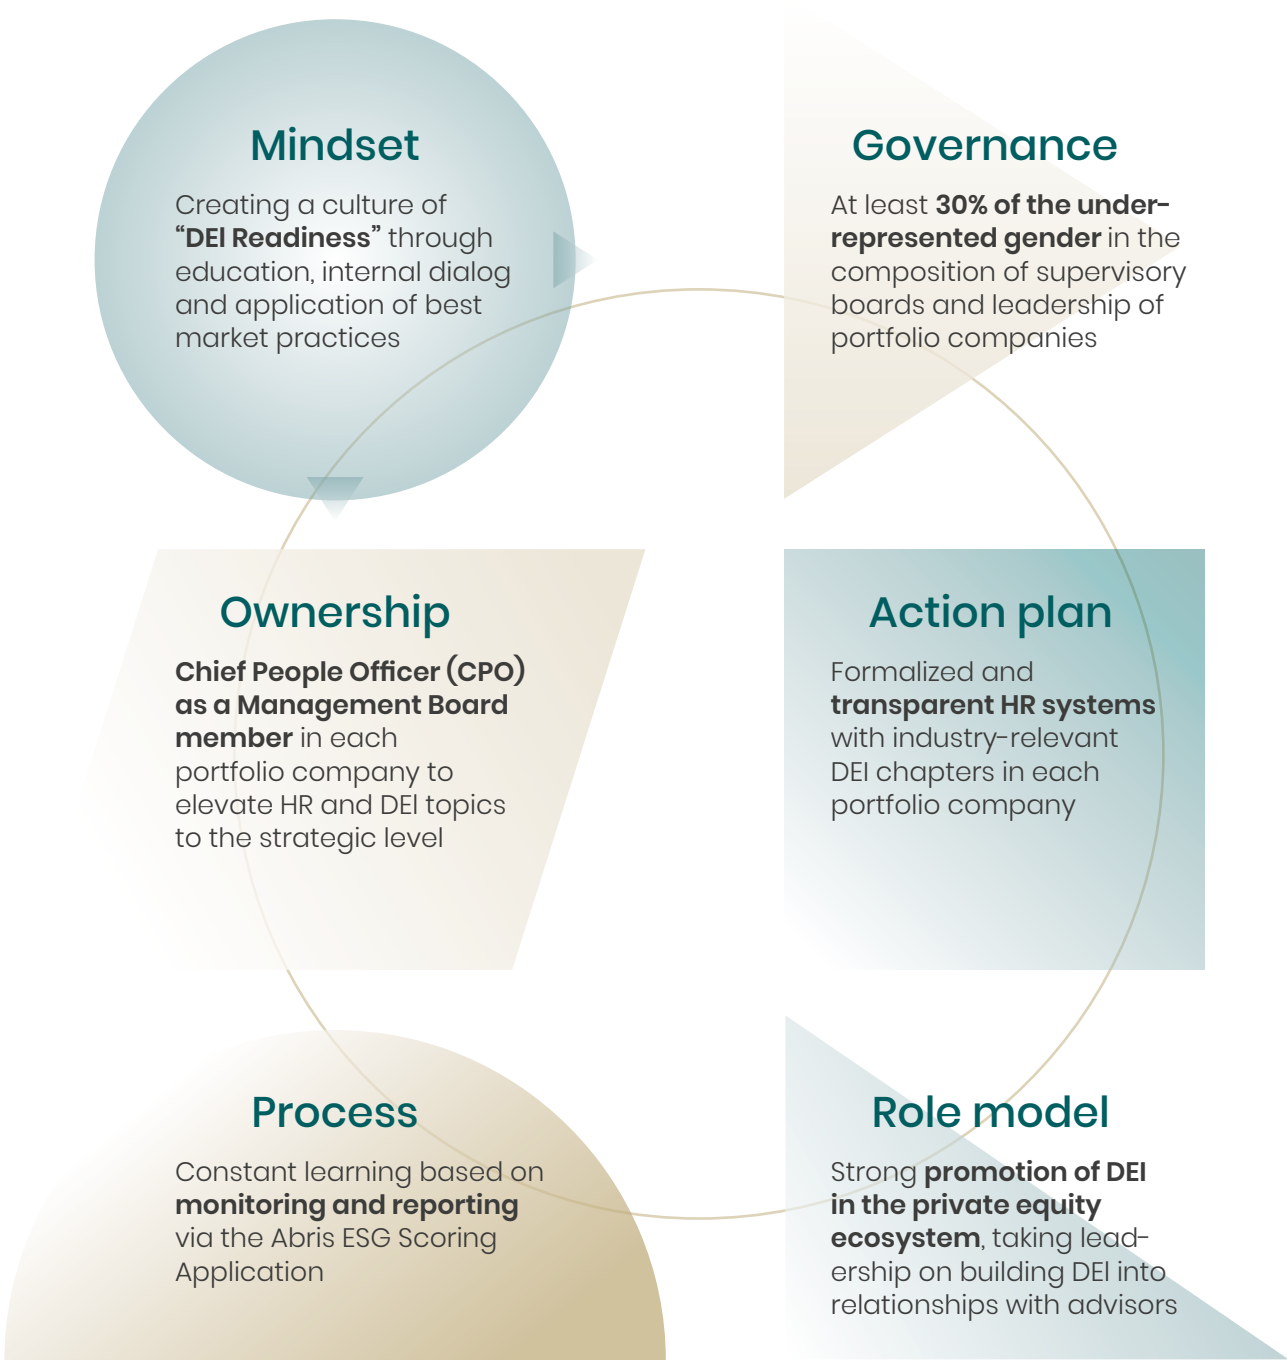 Mindset
Creating a culture of
“DEI Readiness” through
education, internal dialog
and application of best
market practices
Governance
At least 30% of the under-
represented gender in the
composition of supervisory
boards and leadership of
portfolio companies
Ownership
Chief People Officer (CPO)
as a Management Board
member in each
portfolio company to
elevate HR and DEI topics
to the strategic level
Action plan
Formalized and
transparent HR systems
with industry-relevant
DEI chapters in each
portfolio company
Process
Constant learning based on
monitoring and reporting
via the Abris ESG Scoring
Application
Role model
Strong promotion of DEI
in the private equity
ecosystem, taking lead-
ership on building DEI into
relationships with advisors